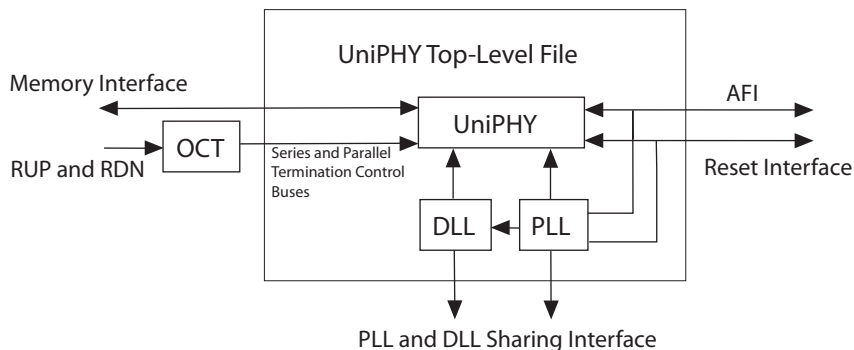 UniPHY Top-Level File
Memory Interface
AFI
UniPHY
OCT
RUP and RDN
Series and Parallel
Termination Control
Buses
Reset Interface
DLL
PLL
PLL and DLL Sharing Interface